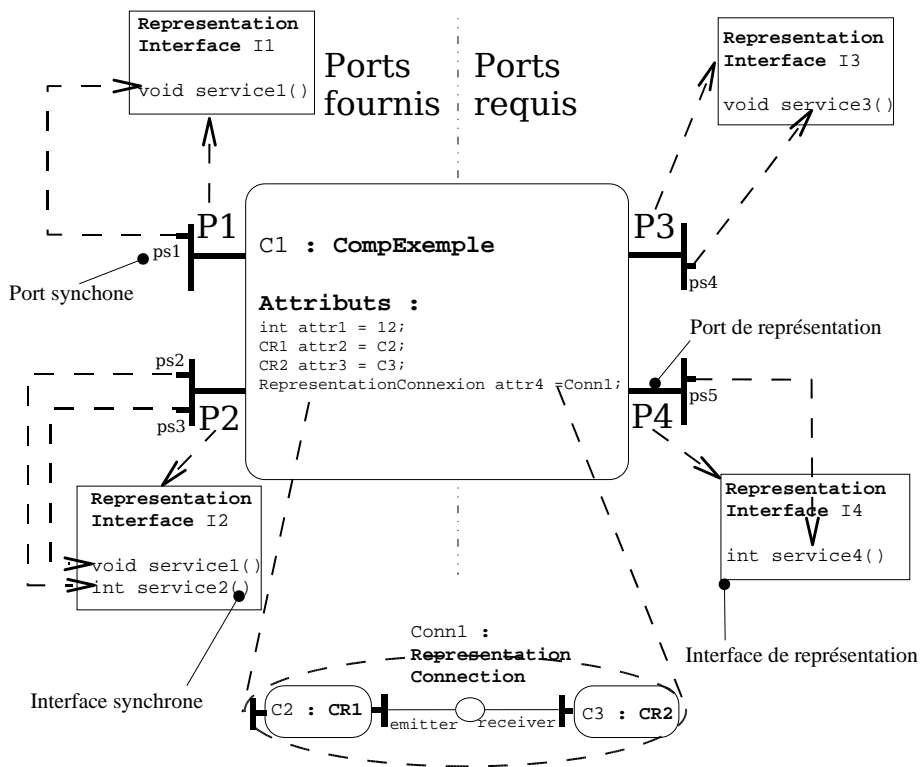 Representation
Interface I1
void service1()
Ports
fournis
Ports
requis
Representation
Interface I3
void service3()
P1
ps1
Port synchone
C1 : CompExemple
Attributs :
int attr1 = 12;
CR1 attr2 = C2;
CR2 attr3 = C3;
RepresentationConnexion attr4 =Conn1;
P3
ps4
Port de représentation
ps2
ps3
P2
ps5
P4
Representation
Interface I2
void service1()
int service2()
Representation
Interface I4
int service4()
Interface synchrone
Interface de représentation
Conn1 :
Representation
Connection
C2 : CR1
emitter
receiver
C3 : CR2